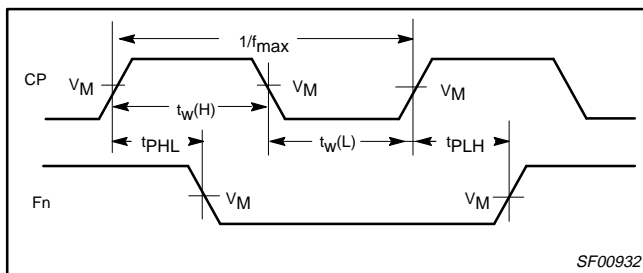 1/fmax
CP
VM
VM
VM
tw(H)
tPHL
tw(L)
tPLH
Fn
VM
VM
SF00932